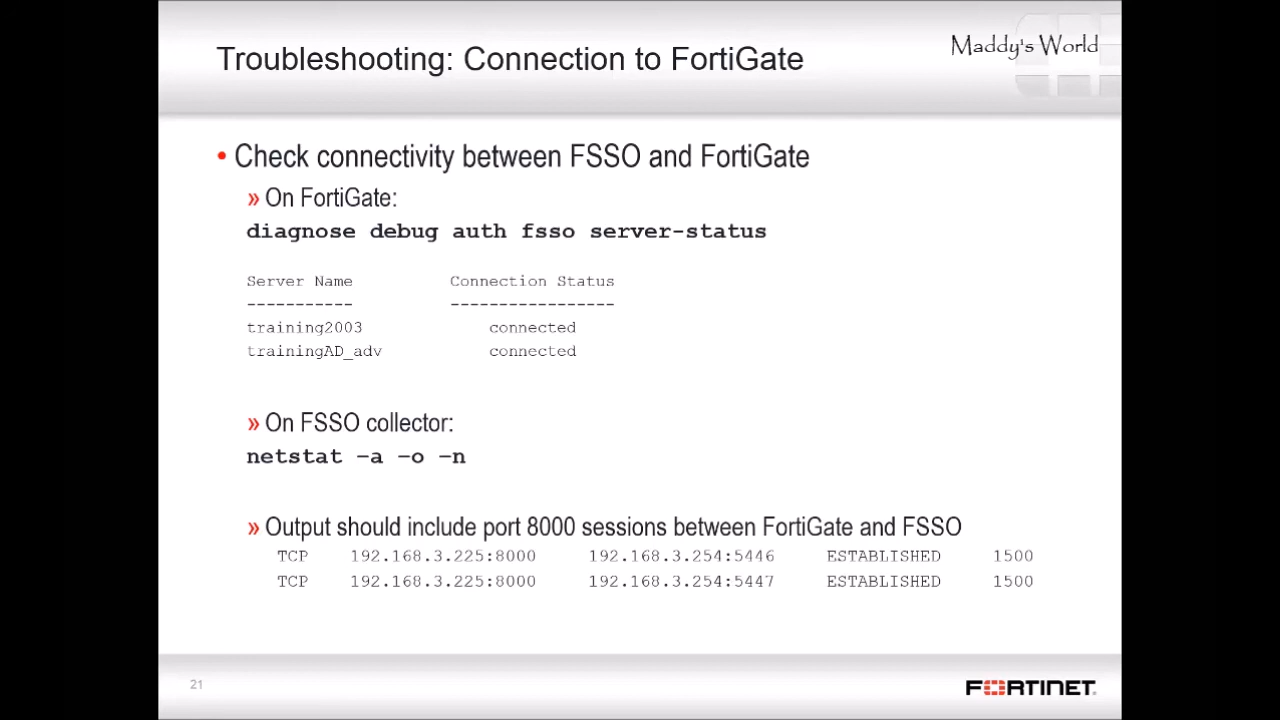 Troubleshooting: Connection to FortiGate
Maddy's World
• Check connectivity between FSSO and FortiGate
» On FortiGate:
diagnose debug auth fsso server-status
Server Name Connection Status
----------- -----------------
training2003 connected
trainingAD_adv connected
» On FSSO collector:
netstat –a –o –n
» Output should include port 8000 sessions between FortiGate and FSSO
TCP 192.168.3.225:8000 192.168.3.254:5446 ESTABLISHED 1500
TCP 192.168.3.225:8000 192.168.3.254:5447 ESTABLISHED 1500
21
FORTINET